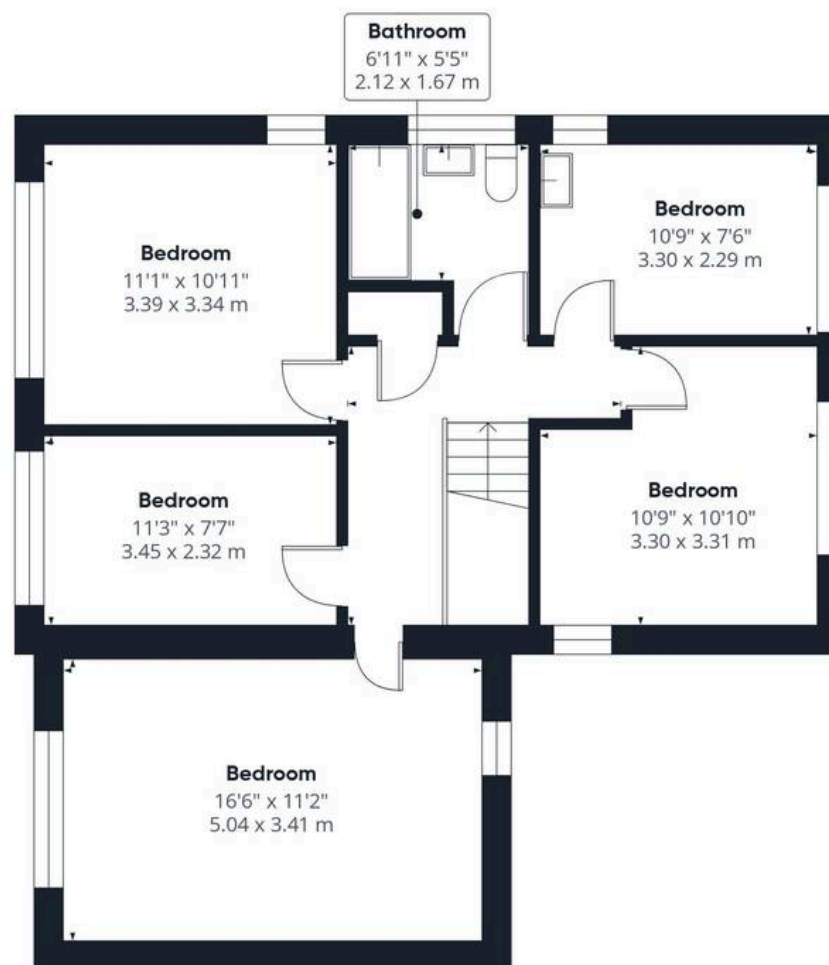 Bathroom
6'11" x 5'5"
2.12 x 1.67 m
Bedroom
11'1" x 10'11"
3.39 x 3.34 m
Bedroom
10'9" x 7'6"
3.30 x 2.29 m
Bedroom
11'3" x 7'7"
3.45 x 2.32 m
Bedroom
10'9" x 10'10"
3.30 x 3.31 m
Bedroom
16'6" x 11'2"
5.04 x 3.41 m